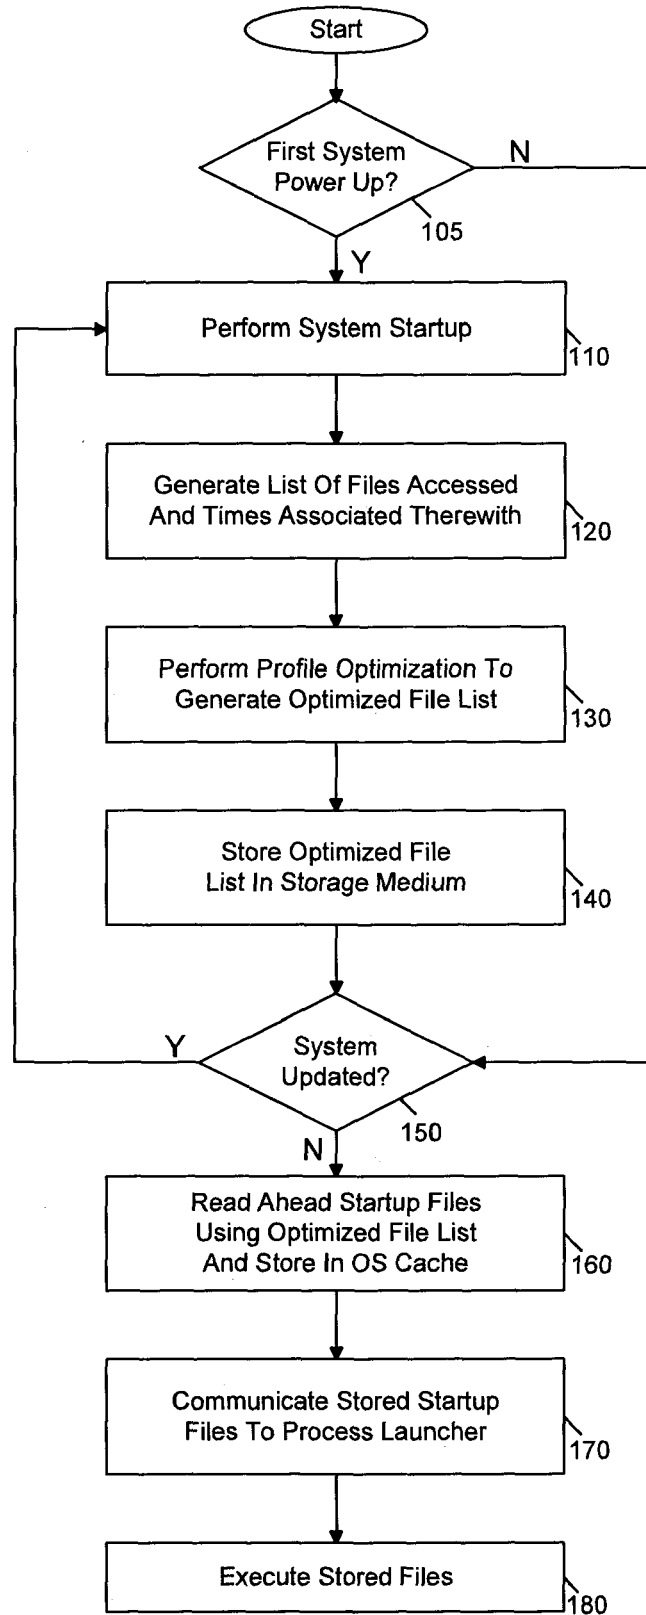 Start
First System
Power Up?
N
105
Y
Perform System Startup
110
Generate List Of Files Accessed
And Times Associated Therewith
120
Perform Profile Optimization To
Generate Optimized File List
130
Store Optimized File
List In Storage Medium
140
Y
System
Updated?
150
N
Read Ahead Startup Files
Using Optimized File List
And Store In OS Cache
160
Communicate Stored Startup
Files To Process Launcher
170
Execute Stored Files
180